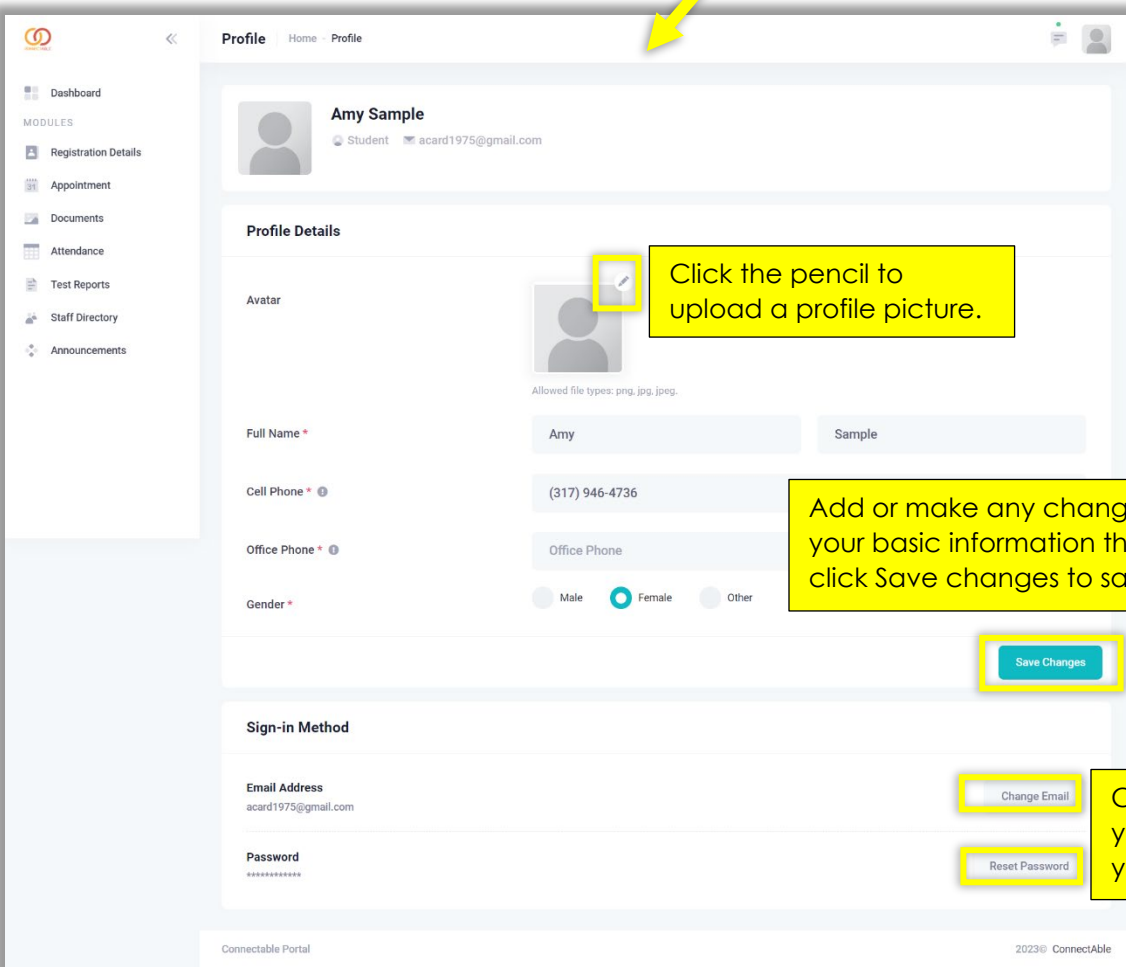 Profile Home - Profile
Dashboard
MODULES
Registration Details
31 Appointment
Documents
Attendance
Test Reports
Staff Directory
Announcements
Amy Sample
Student acard1975@gmail.com
Profile Details
Avatar
Click the pencil to
upload a profile picture.
Allowed file types: png, jpg, jpeg.
Full Name * Amy Sample
Cell Phone * (317) 946-4736
Add or make any chang
your basic information th
click Save changes to sa
Office Phone * Office Phone
Gender * Male Female Other
Save Changes
Sign-in Method
Email Address
acard1975@gmail.com
Change Email
Password
************
Reset Password
y
y
Connectable Portal 2023© ConnectAble